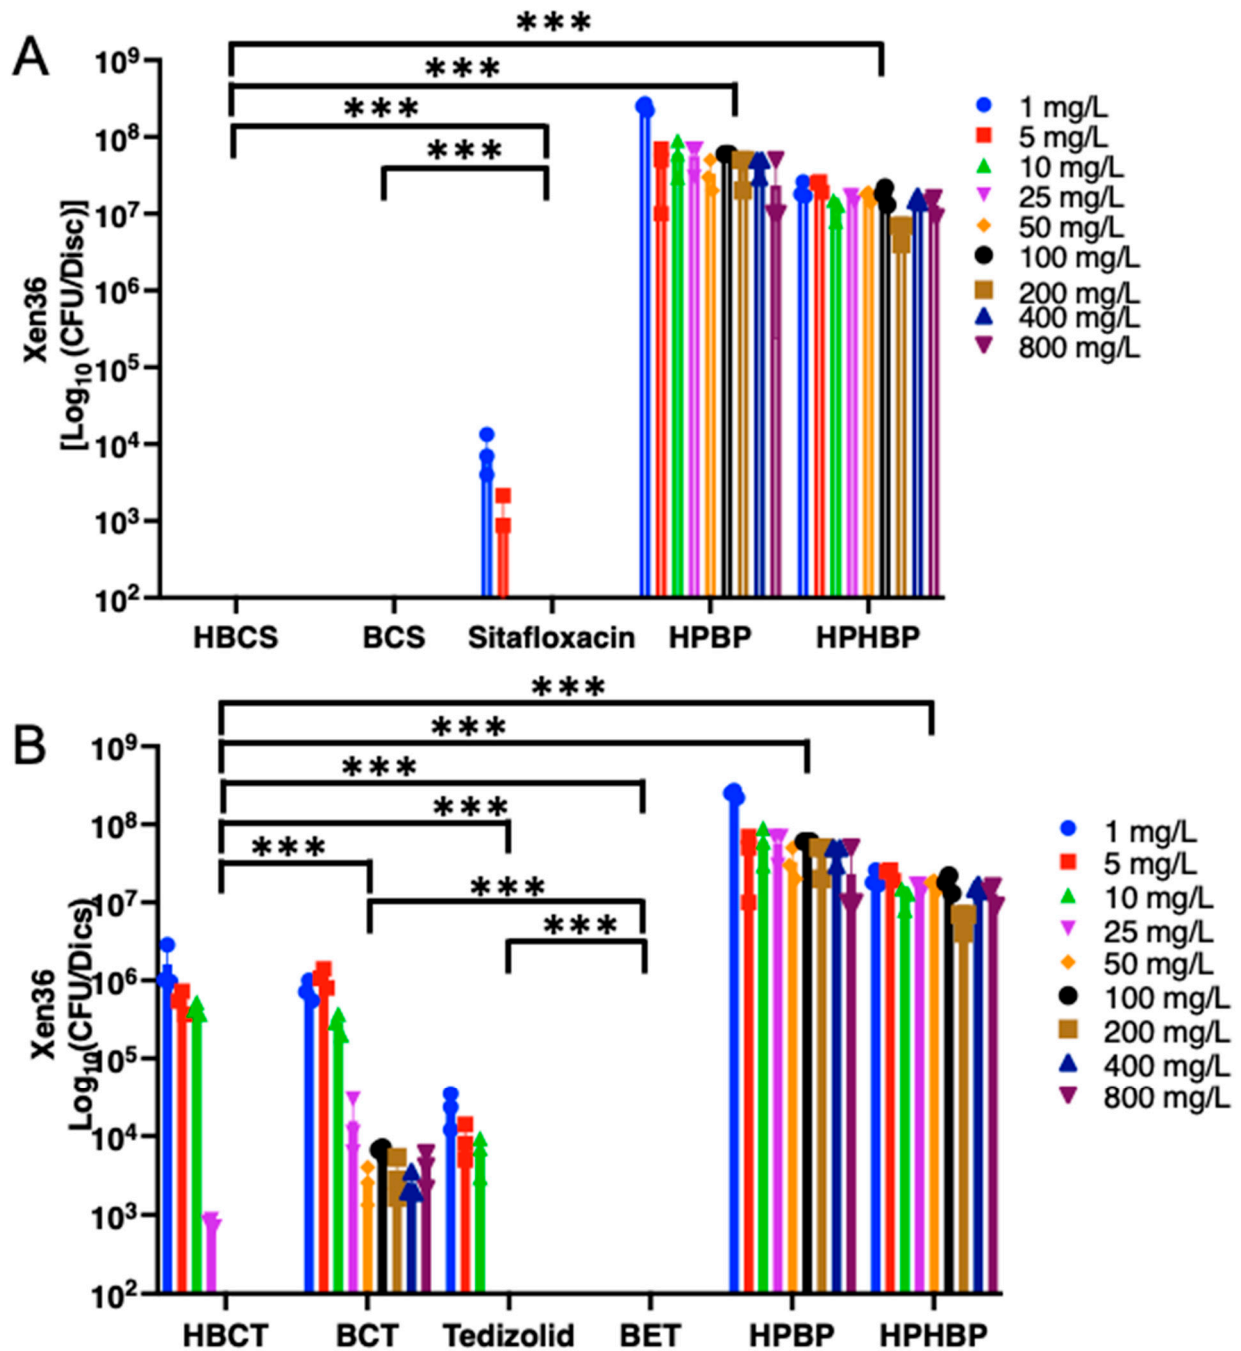 A
***
***
***
***
10⁹
10⁸
10⁷
10⁶
10⁵
10⁴
10³
10²
Xen36
[Log₁₀ (CFU/Disc)]
HBCS BCS Sitafloxacin HPBP HPHBP
1 mg/L
5 mg/L
10 mg/L
25 mg/L
50 mg/L
100 mg/L
200 mg/L
400 mg/L
800 mg/L
B
***
***
***
***
***
***
***
10⁹
10⁸
10⁷
10⁶
10⁵
10⁴
10³
10²
Xen36
Log₁₀(CFU/Dics)
HBCT BCT Tedizolid BET HPBP HPHBP
1 mg/L
5 mg/L
10 mg/L
25 mg/L
50 mg/L
100 mg/L
200 mg/L
400 mg/L
800 mg/L